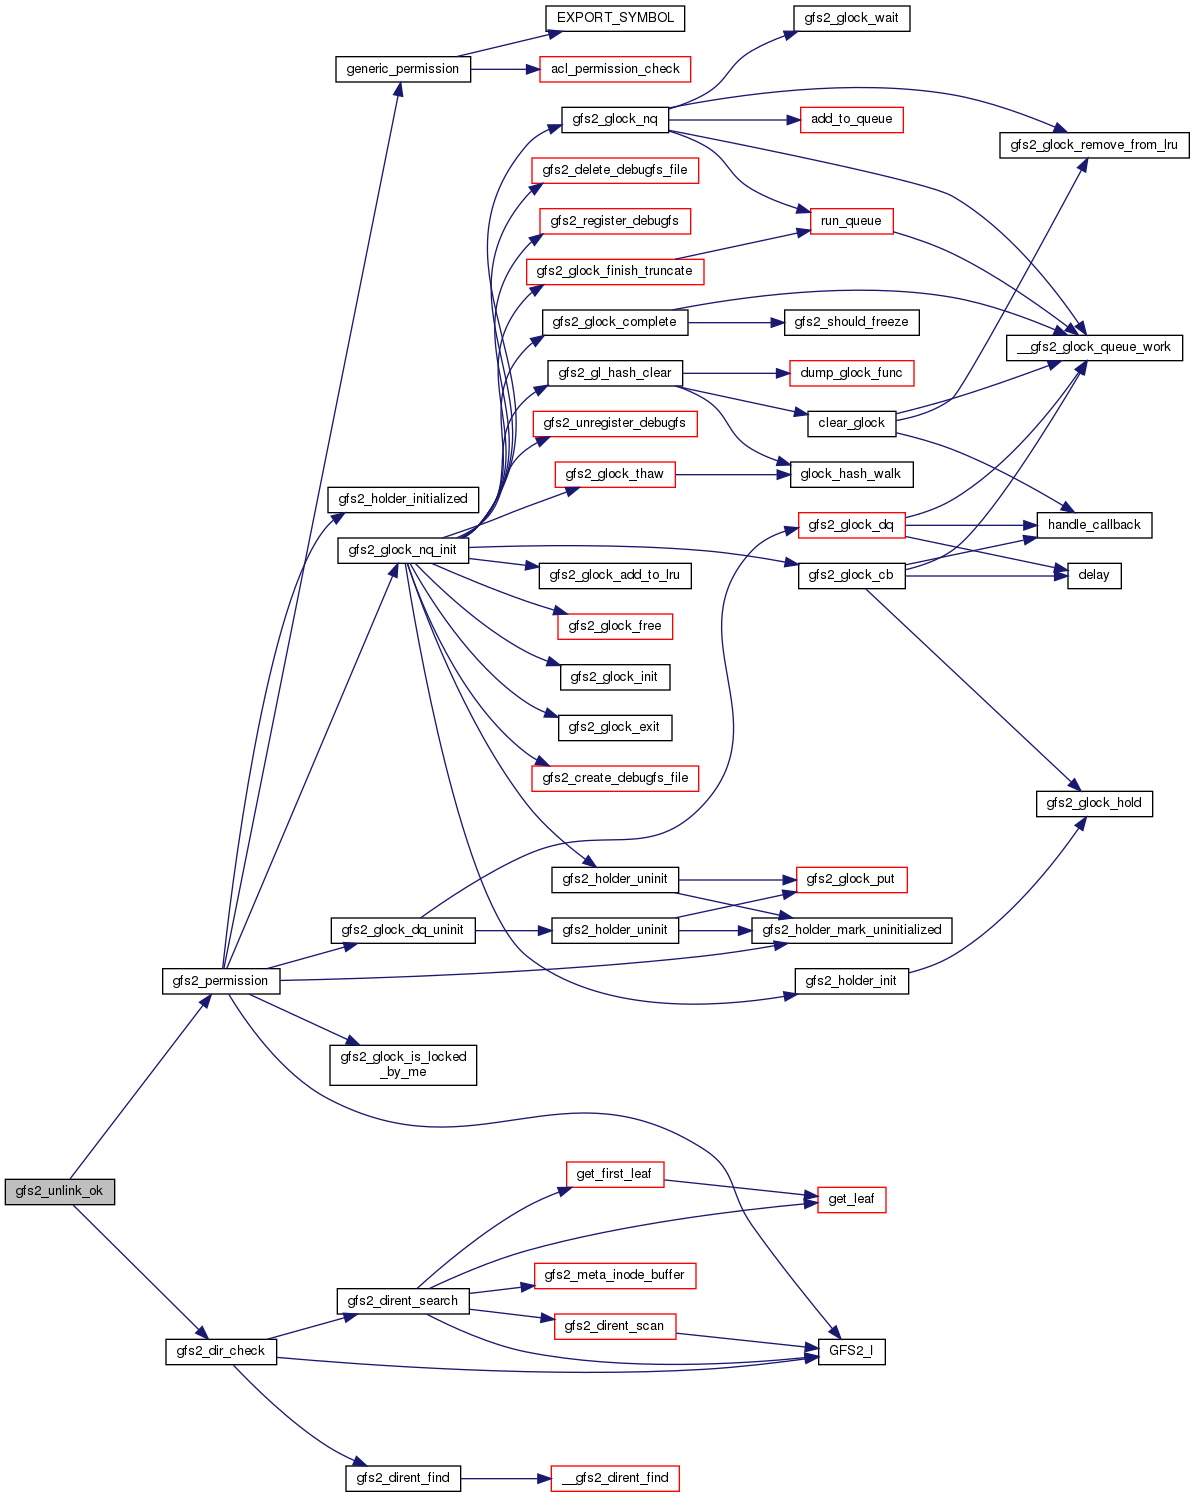 EXPORT_SYMBOL
gfs2_glock_wait
generic_permission
acl_permission_check
gfs2_glock_nq
add_to_queue
gfs2_glock_remove_from_lru
gfs2_delete_debugfs_file
gfs2_register_debugfs
run_queue
gfs2_glock_finish_truncate
gfs2_glock_complete
gfs2_should_freeze
__gfs2_glock_queue_work
gfs2_gl_hash_clear
dump_glock_func
gfs2_unregister_debugfs
clear_glock
gfs2_glock_thaw
glock_hash_walk
gfs2_holder_initialized
gfs2_glock_dq
handle_callback
gfs2_glock_nq_init
gfs2_glock_add_to_lru
gfs2_glock_cb
delay
gfs2_glock_free
gfs2_glock_init
gfs2_glock_exit
gfs2_create_debugfs_file
gfs2_glock_hold
gfs2_holder_uninit
gfs2_glock_put
gfs2_glock_dq_uninit
gfs2_holder_uninit
gfs2_holder_mark_uninitialized
gfs2_permission
gfs2_holder_init
gfs2_glock_is_locked
_by_me
gfs2_unlink_ok
get_first_leaf
get_leaf
gfs2_meta_inode_buffer
gfs2_dirent_search
gfs2_dirent_scan
gfs2_dir_check
GFS2_I
gfs2_dirent_find
__gfs2_dirent_find